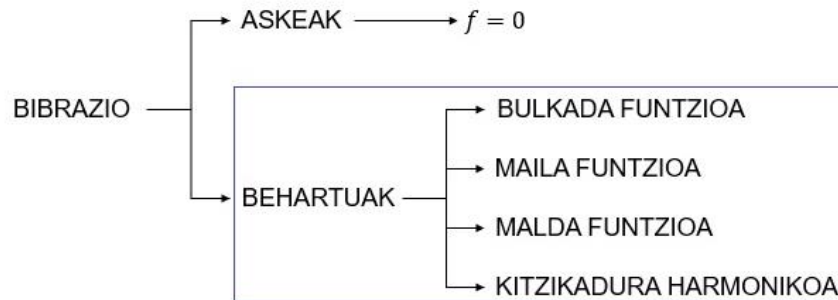 ASKEAK
f = 0
BIBRAZIO
BULKADA FUNTZIOA
MAILA FUNTZIOA
BEHARTUAK
MALDA FUNTZIOA
KITZIKADURA HARMONIKOA